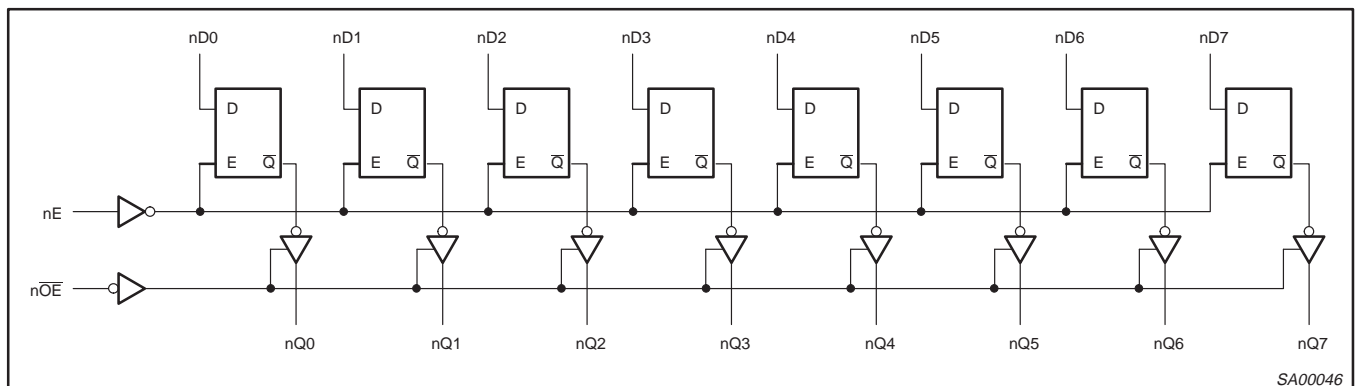 nD0 nD1 nD2 nD3 nD4 nD5 nD6 nD7
D D D D D D D D
E Q̅ E Q̅ E Q̅ E Q̅ E Q̅ E Q̅ E Q̅ E Q̅
nE
nO̅E̅
nQ0 nQ1 nQ2 nQ3 nQ4 nQ5 nQ6 nQ7
SA00046